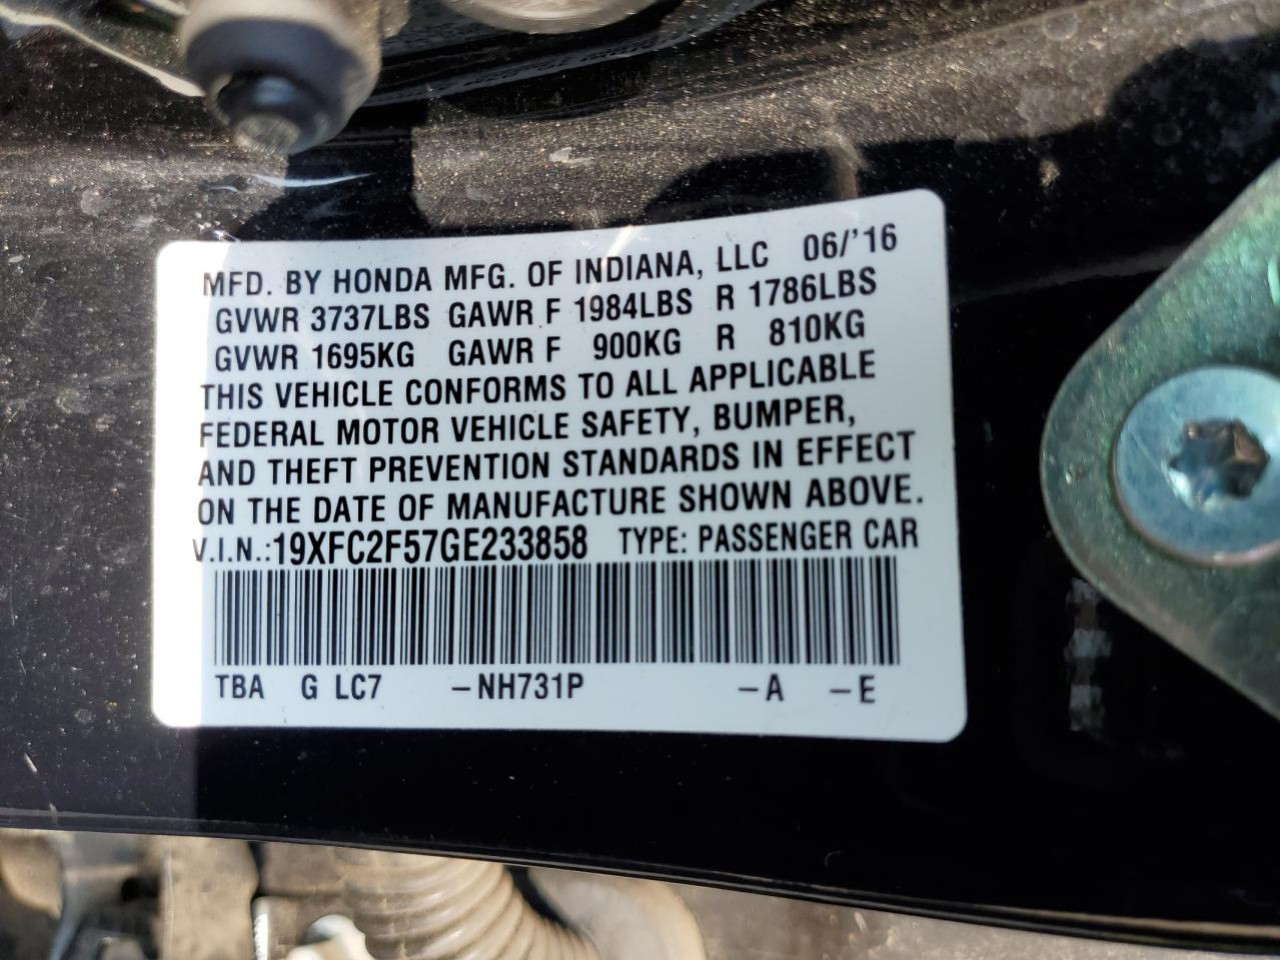 MFD. BY HONDA MFG. OF INDIANA, LLC 06/'16
GVWR 3737LBS GAWR F 1984LBS R 1786LBS
GVWR 1695KG GAWR F 900KG R 810KG
THIS VEHICLE CONFORMS TO ALL APPLICABLE
FEDERAL MOTOR VEHICLE SAFETY, BUMPER,
AND THEFT PREVENTION STANDARDS IN EFFECT
ON THE DATE OF MANUFACTURE SHOWN ABOVE.
V.I.N.:19XFC2F57GE233858 TYPE: PASSENGER CAR
TBA G LC7 –NH731P –A –E